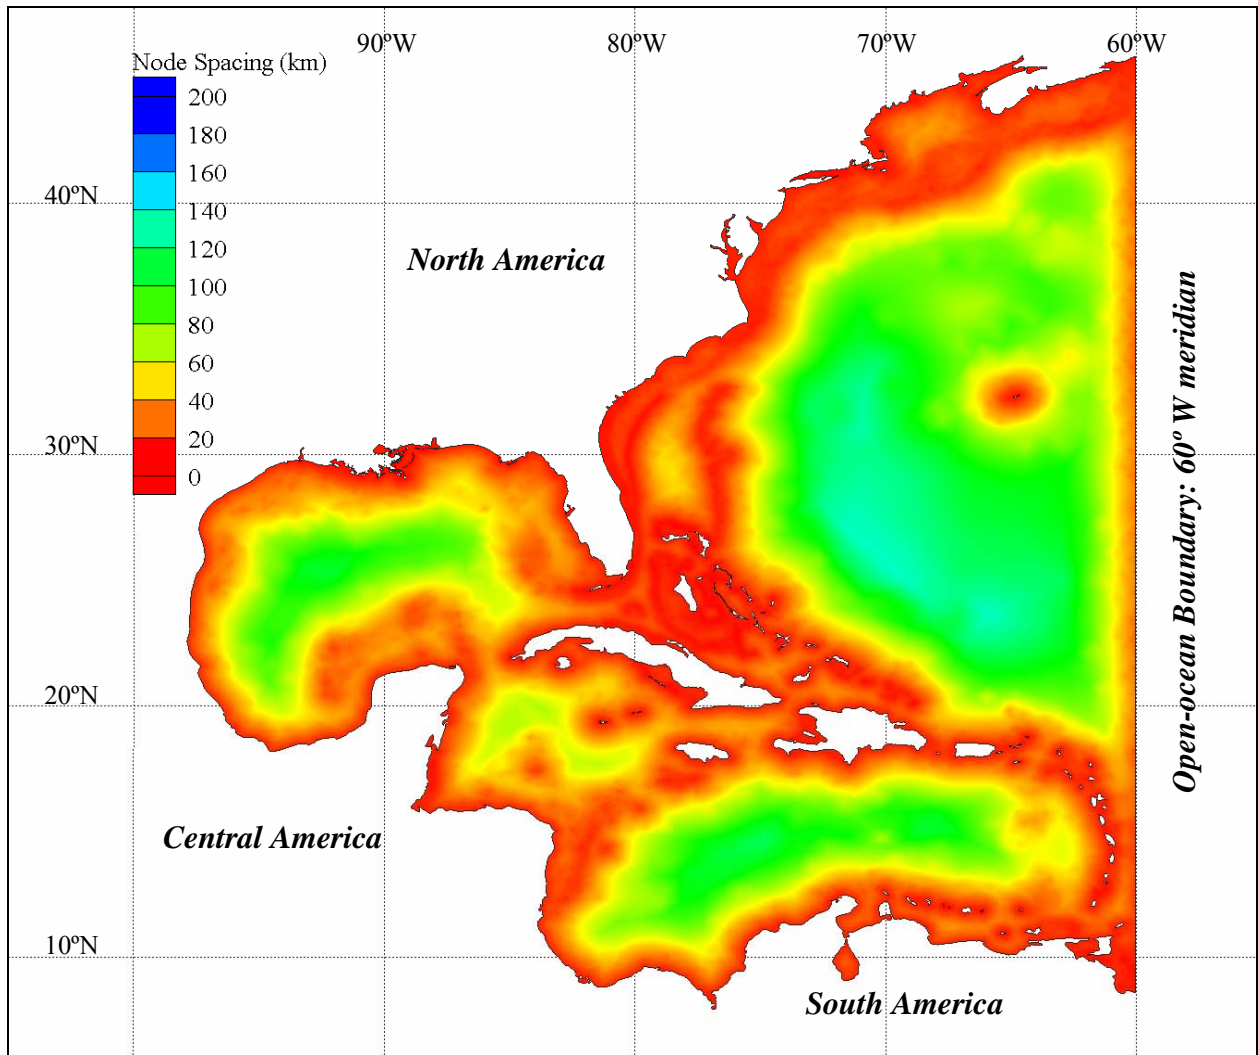 90ºW 80ºW 70ºW 60ºW
Node Spacing (km)
200
180
160
140
120
100
80
60
40
20
0
40ºN
30ºN
20ºN
10ºN
North America
Central America
South America
Open-ocean Boundary: 60º W meridian